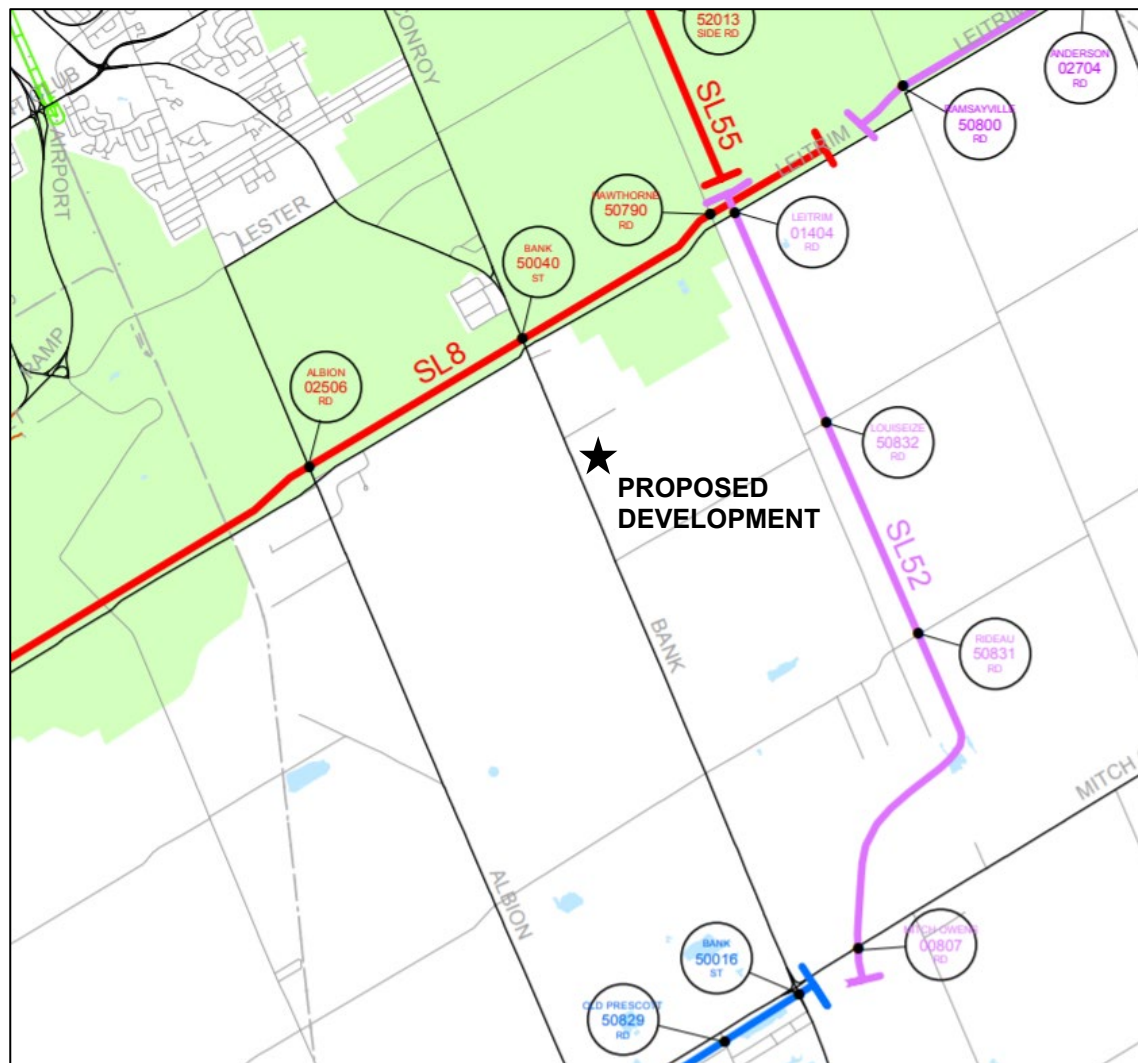 52013
SIDE RD
CONROY
LEITRIM
ANDERSON
02704
RD
AIRPORT
SL55
RAMSAYVILLE
50800
RD
LEITRIM
LESTER
HAWTHORNE
50790
RD
LEITRIM
01404
RD
BANK
50040
ST
RAMP
SL8
ALBION
02506
RD
LOUISEIZE
50832
RD
PROPOSED
DEVELOPMENT
SL52
BANK
RIDEAU
50831
RD
MITCH
ALBION
BANK
50016
ST
MITCH OWENS
00807
RD
OLD PRESCOTT
50829
RD